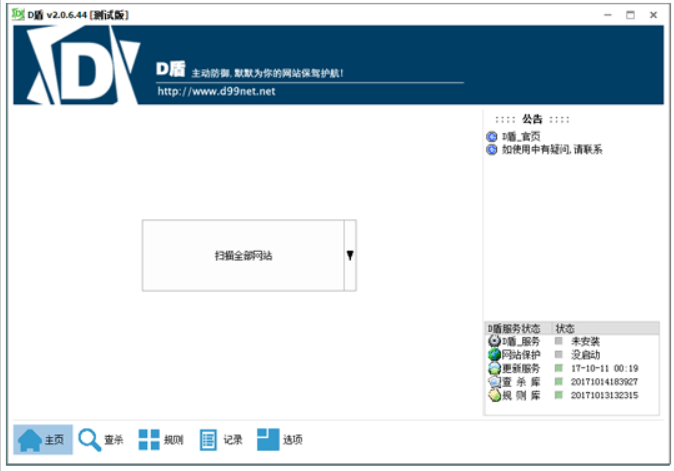 D盾 v2.0.6.44 [测试版]
D盾
D盾 主动防御,默默为你的网站保驾护航!
http://www.d99net.net
:::: 公告 ::::
D盾_官页
如使用中有疑问,请联系
扫描全部网站
D盾服务状态 状态
D盾_服务 未安装
网站保护 没启动
更新服务 17-10-11 00:19
查 杀 库 20171014183927
规 则 库 20171013132315
主页 查杀 规则 记录 选项